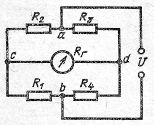 R₂ R₃
a
c Rг d U
R₁ b R₄